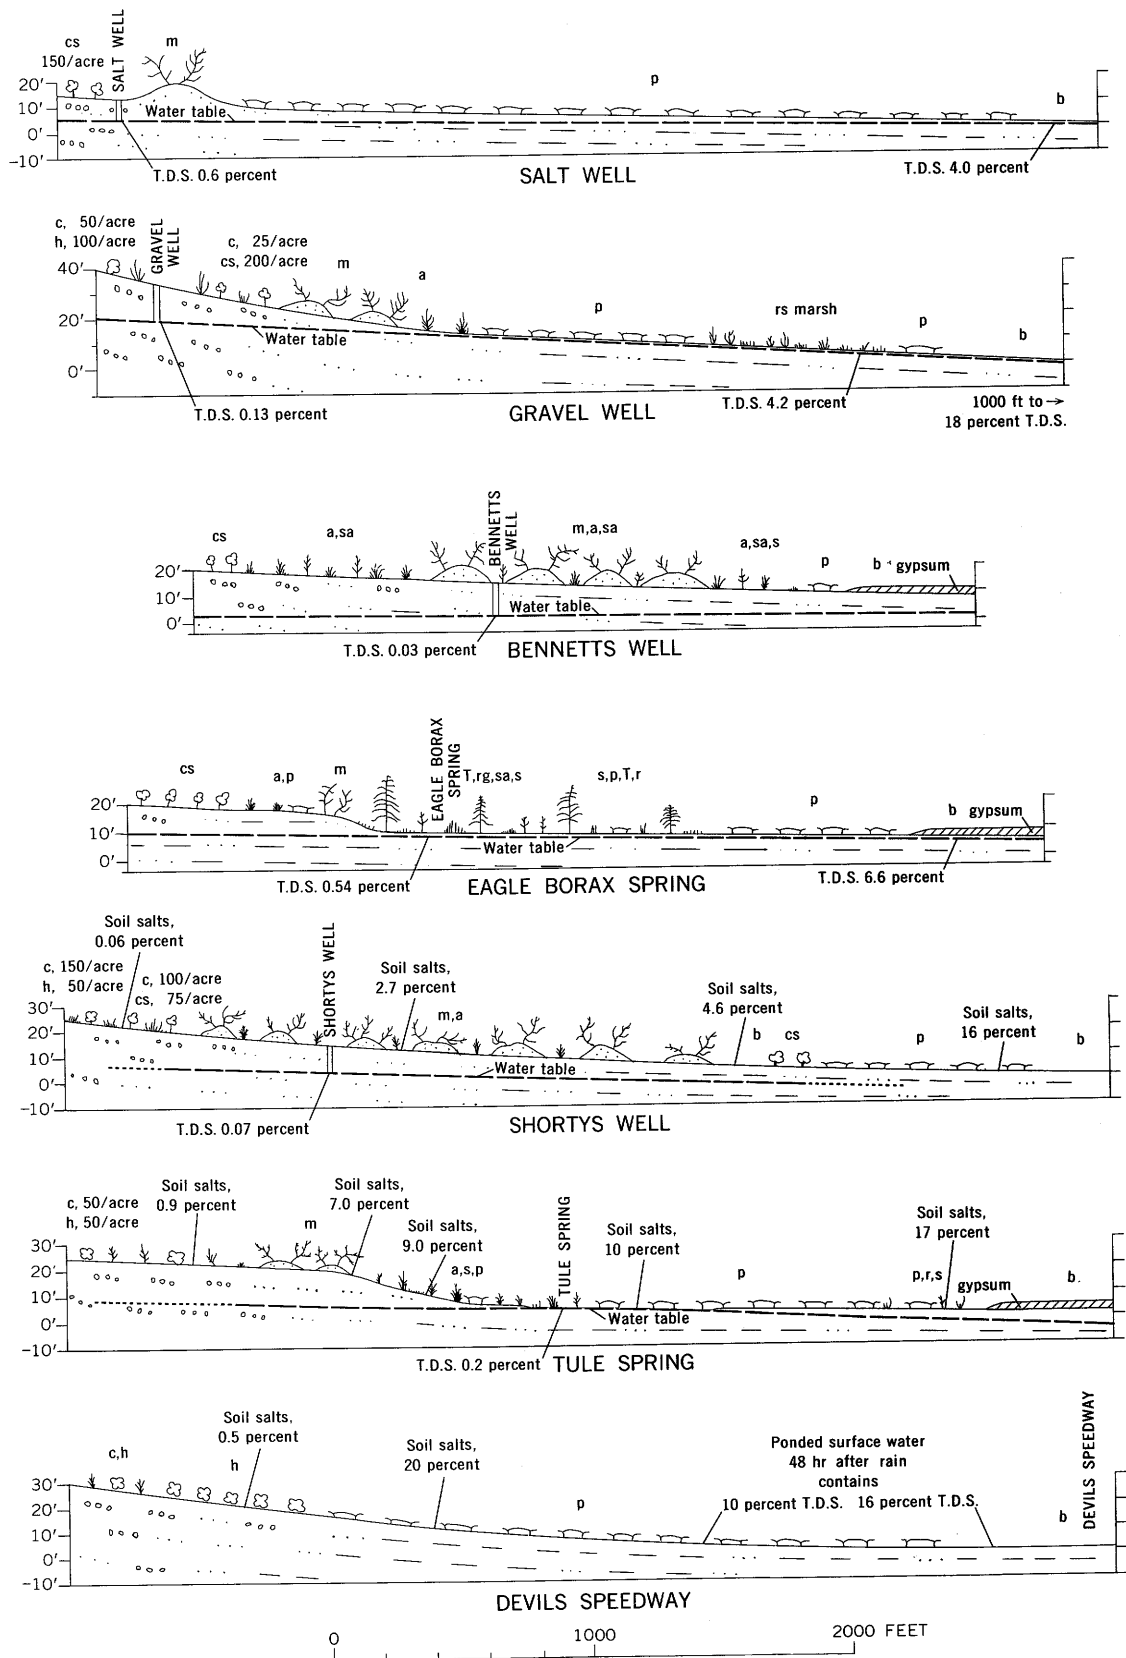 cs
150/acre
SALT WELL
m
p
b
20'
10'
0'
-10'
Water table
T.D.S. 0.6 percent
SALT WELL
T.D.S. 4.0 percent
c, 50/acre
h, 100/acre
GRAVEL
WELL
c, 25/acre
cs, 200/acre
m
a
p
rs marsh
p
b
40'
20'
0'
Water table
T.D.S. 0.13 percent
GRAVEL WELL
T.D.S. 4.2 percent
1000 ft to →
18 percent T.D.S.
cs
a,sa
BENNETTS
WELL
m,a,sa
a,sa,s
p
b
gypsum
20'
10'
0'
Water table
T.D.S. 0.03 percent
BENNETTS WELL
cs
a,p
m
EAGLE BORAX
SPRING
T,rg,sa,s
s,p,T,r
p
b gypsum
20'
10'
0'
Water table
T.D.S. 0.54 percent
EAGLE BORAX SPRING
T.D.S. 6.6 percent
Soil salts,
0.06 percent
c, 150/acre
h, 50/acre
c, 100/acre
cs, 75/acre
SHORTYS WELL
Soil salts,
2.7 percent
m,a
Soil salts,
4.6 percent
b
cs
p
Soil salts,
16 percent
b
30'
20'
10'
0'
-10'
Water table
T.D.S. 0.07 percent
SHORTYS WELL
c, 50/acre
h, 50/acre
Soil salts,
0.9 percent
m
Soil salts,
7.0 percent
Soil salts,
9.0 percent
a,s,p
TULE SPRING
Soil salts,
10 percent
p
Soil salts,
17 percent
p,r,s
gypsum
b.
30'
20'
10'
0'
-10'
Water table
T.D.S. 0.2 percent
TULE SPRING
c,h
h
Soil salts,
0.5 percent
Soil salts,
20 percent
p
Ponded surface water
48 hr after rain
contains
10 percent T.D.S. 16 percent T.D.S.
b
DEVILS SPEEDWAY
30'
20'
10'
0'
-10'
DEVILS SPEEDWAY
0
1000
2000 FEET